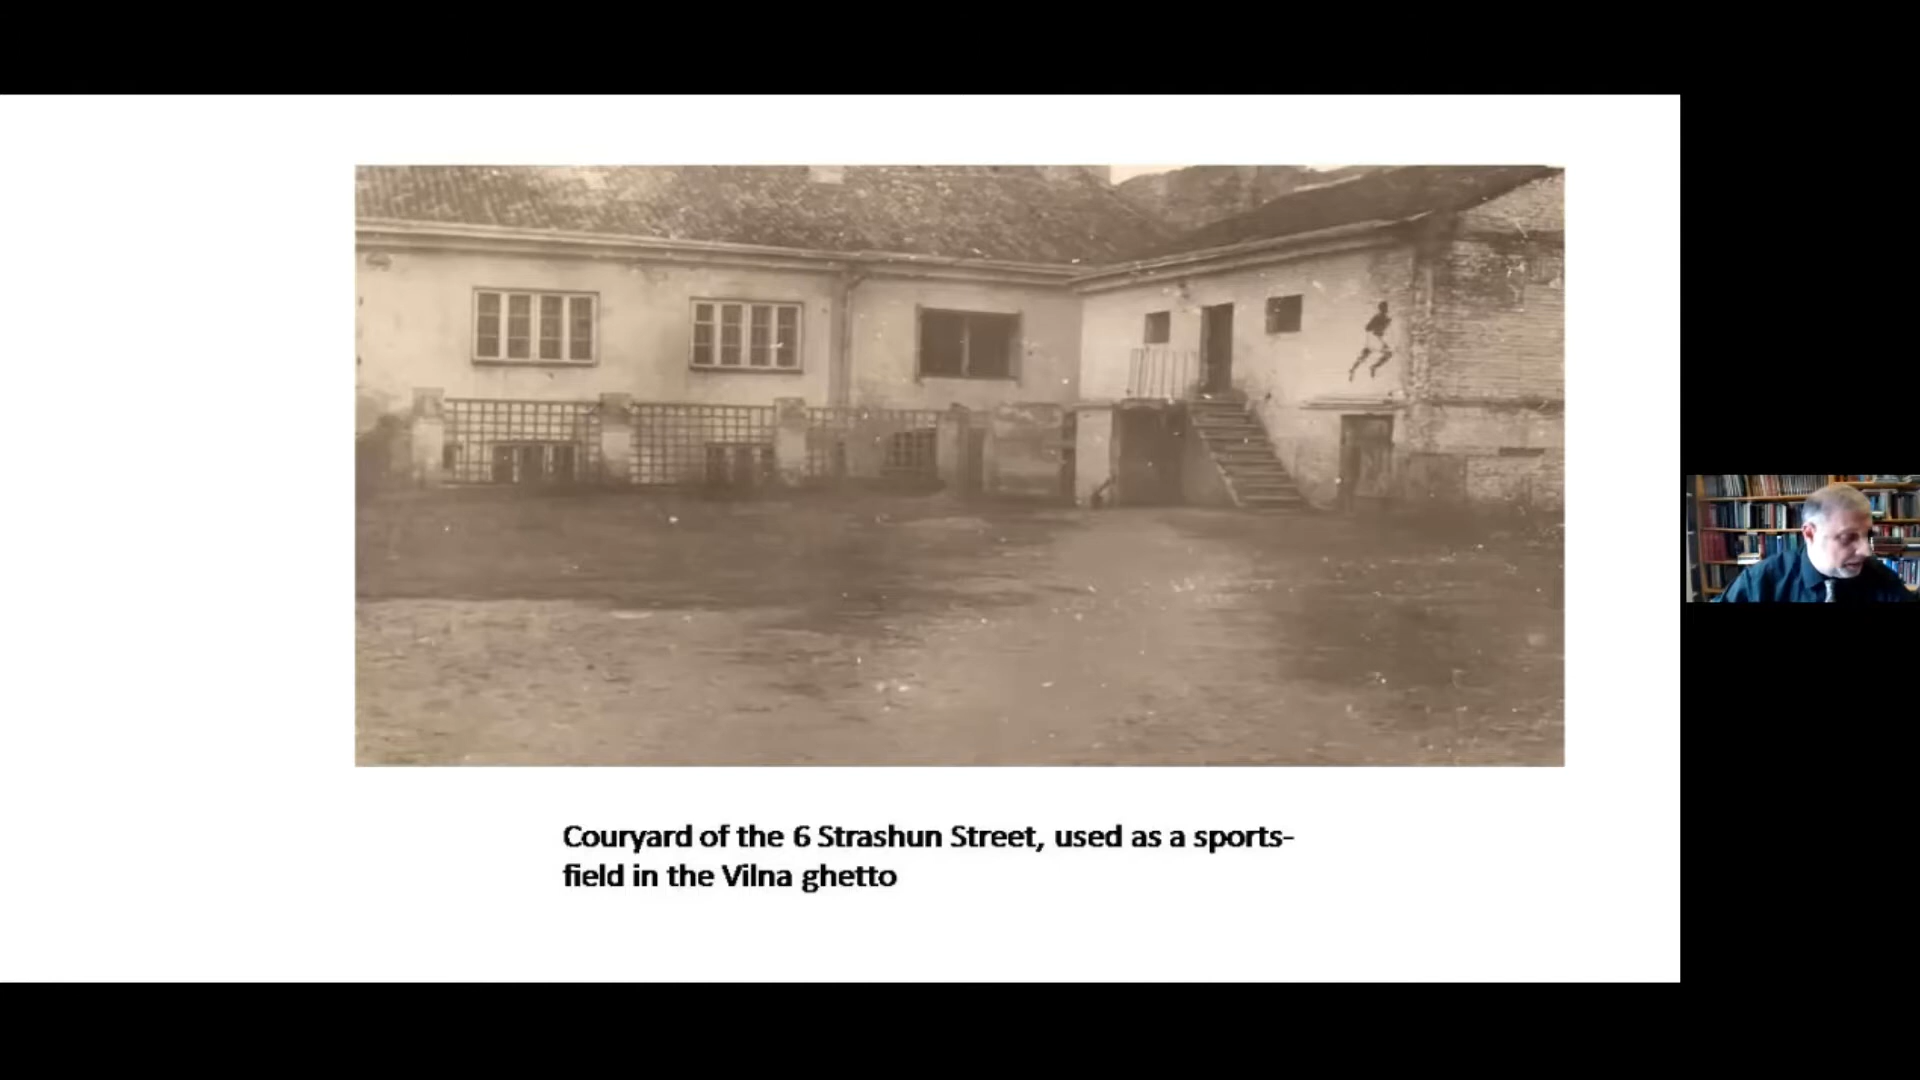 Couryard of the 6 Strashun Street, used as a sports-
field in the Vilna ghetto